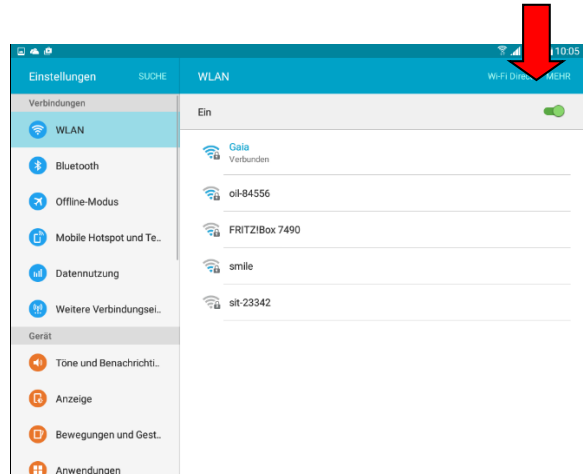 10:05
Einstellungen SUCHE WLAN Wi-Fi Direct MEHR
Verbindungen
Ein
WLAN
Gaia
Verbunden
Bluetooth
oil-84556
Offline-Modus
FRITZ!Box 7490
Mobile Hotspot und Te..
smile
Datennutzung
sit-23342
Weitere Verbindungsei..
Gerät
Töne und Benachrichti..
Anzeige
Bewegungen und Gest..
Anwendungen